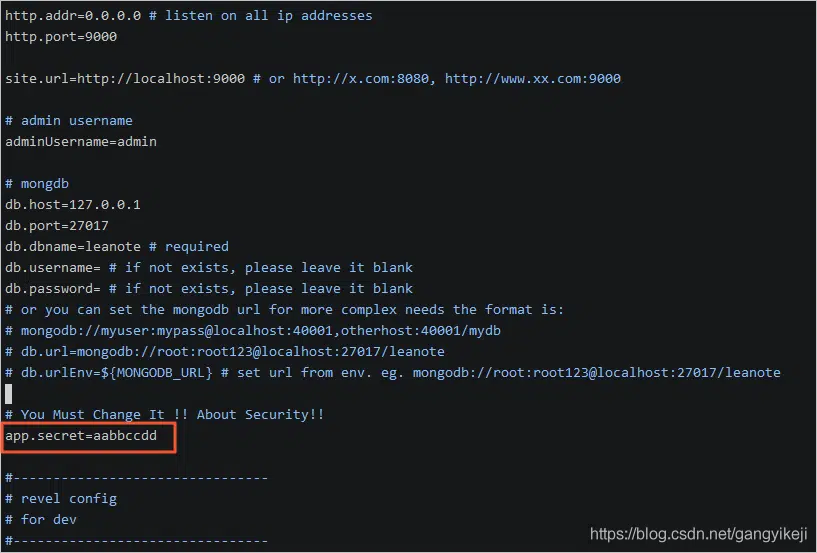 http.addr=0.0.0.0 # listen on all ip addresses
http.port=9000
site.url=http://localhost:9000 # or http://x.com:8080, http://www.xx.com:9000
# admin username
adminUsername=admin
# mongdb
db.host=127.0.0.1
db.port=27017
db.dbname=leanote # required
db.username= # if not exists, please leave it blank
db.password= # if not exists, please leave it blank
# or you can set the mongodb url for more complex needs the format is:
# mongodb://myuser:mypass@localhost:40001,otherhost:40001/mydb
# db.url=mongodb://root:root123@localhost:27017/leanote
# db.urlEnv=${MONGODB_URL} # set url from env. eg. mongodb://root:root123@localhost:27017/leanote
# You Must Change It !! About Security!!
app.secret=aabbccdd
#--------------------------------
# revel config
# for dev
#--------------------------------
https://blog.csdn.net/gangyikeji